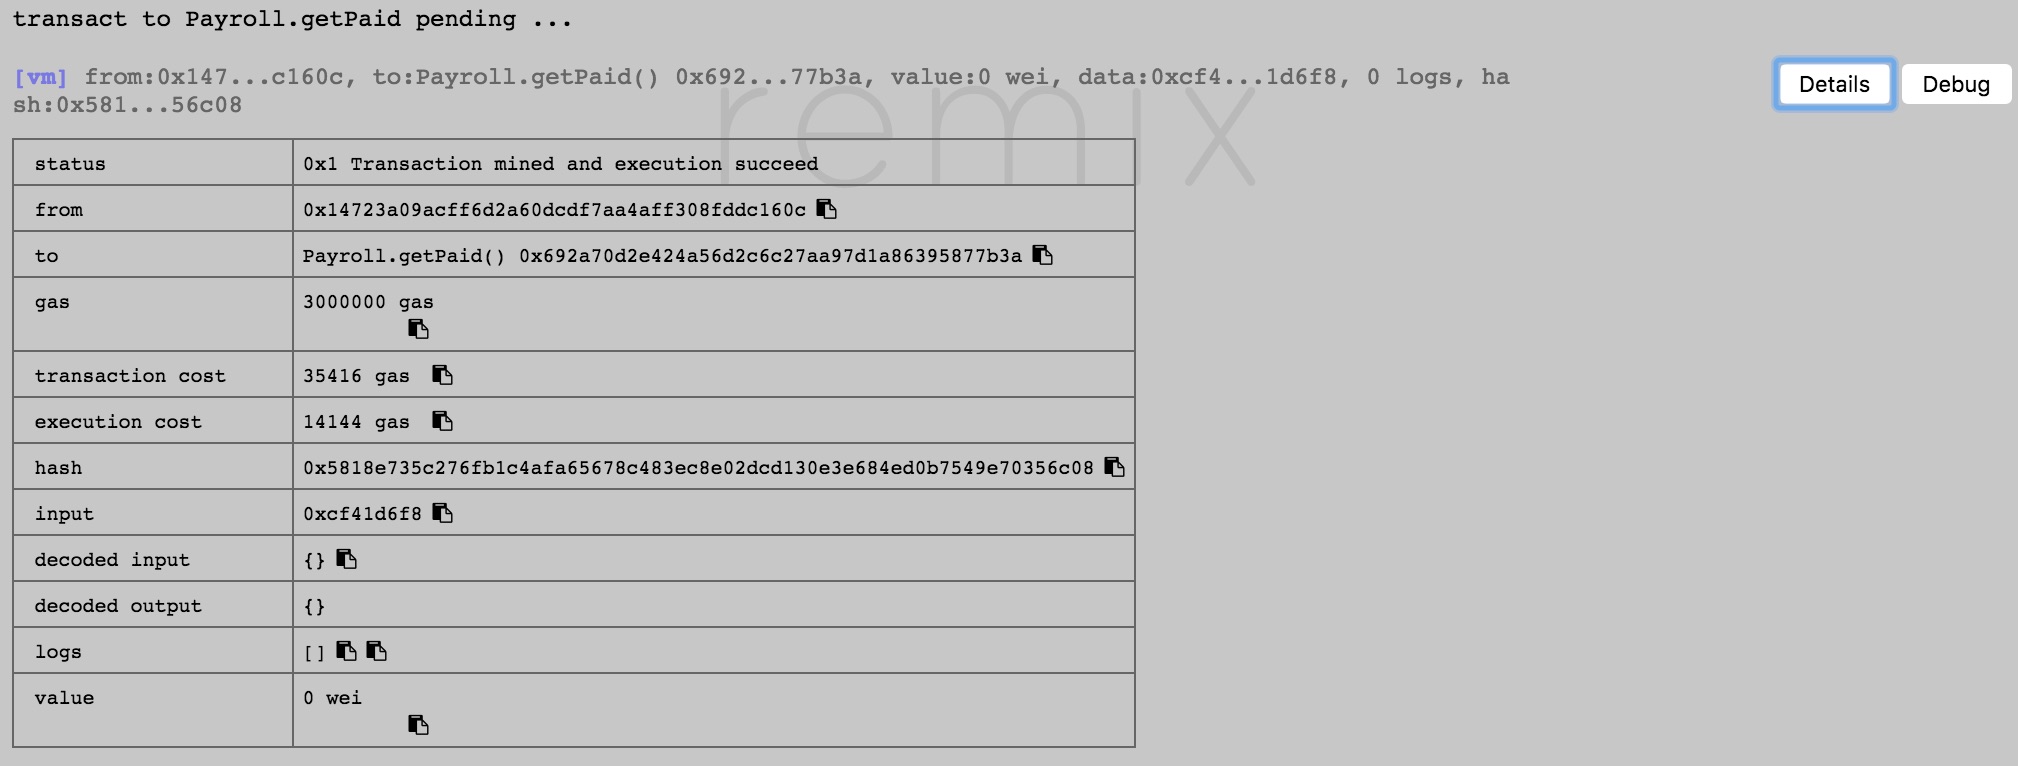 transact to Payroll.getPaid pending ...
[vm] from:0x147...c160c, to:Payroll.getPaid() 0x692...77b3a, value:0 wei, data:0xcf4...1d6f8, 0 logs, ha
sh:0x581...56c08
Details Debug
remix
status 0x1 Transaction mined and execution succeed
from 0x14723a09acff6d2a60dcdf7aa4aff308fddc160c
to Payroll.getPaid() 0x692a70d2e424a56d2c6c27aa97d1a86395877b3a
gas 3000000 gas
transaction cost 35416 gas
execution cost 14144 gas
hash 0x5818e735c276fb1c4afa65678c483ec8e02dcd130e3e684ed0b7549e70356c08
input 0xcf41d6f8
decoded input {}
decoded output {}
logs []
value 0 wei